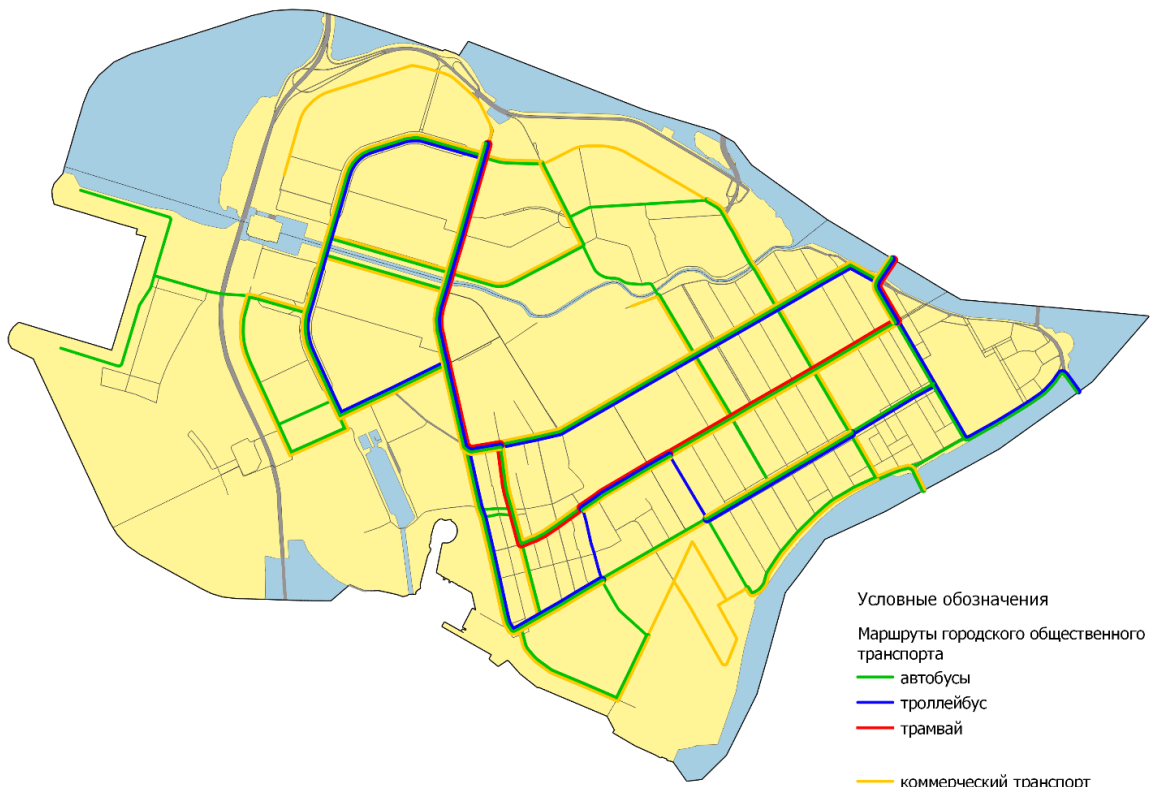 Условные обозначения
Маршруты городского общественного
транспорта
автобусы
троллейбус
трамвай
коммерческий транспорт